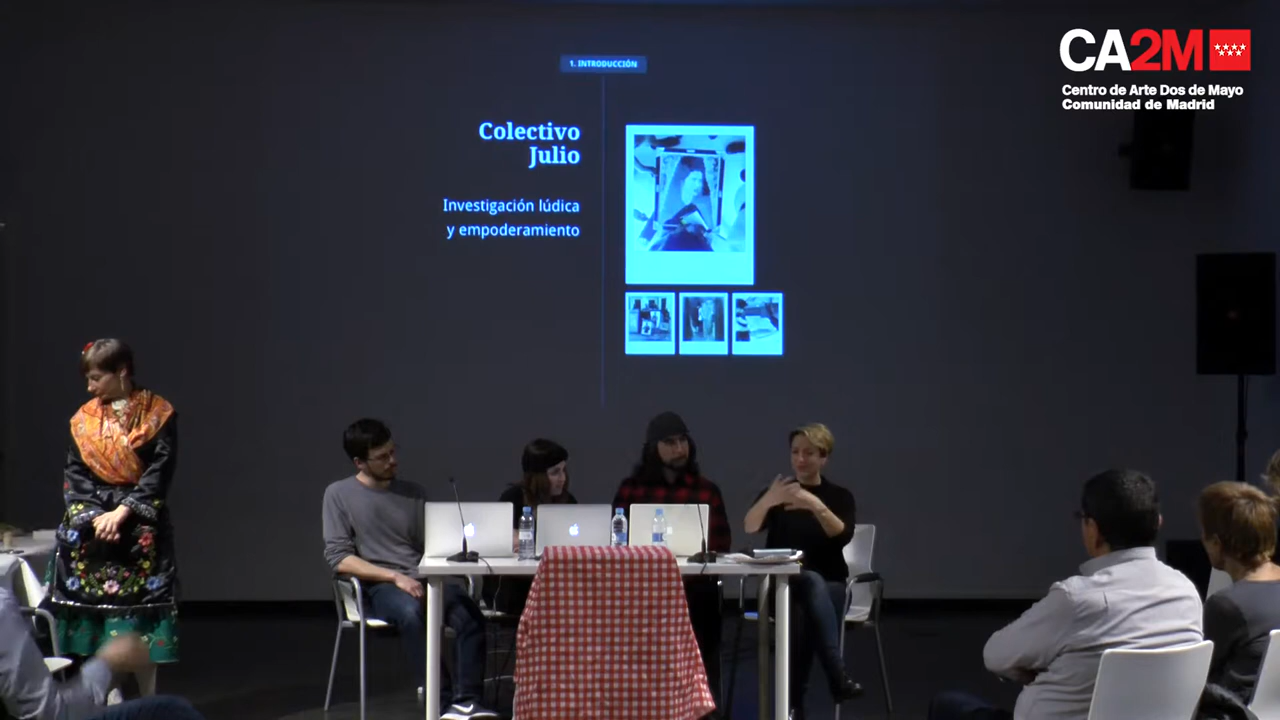 1. INTRODUCCIÓN
Colectivo
Julio
Investigación lúdica
y empoderamiento
CA2M
Centro de Arte Dos de Mayo
Comunidad de Madrid